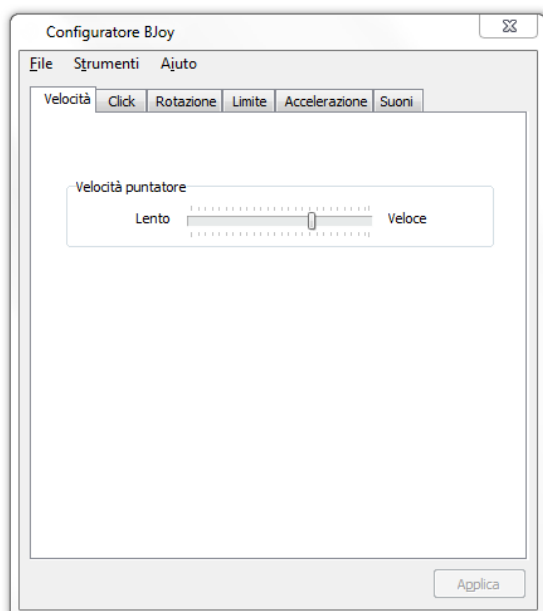 Configuratore BJoy
File Strumenti Aiuto
Velocità Click Rotazione Limite Accelerazione Suoni
Velocità puntatore
Lento Veloce
Applica